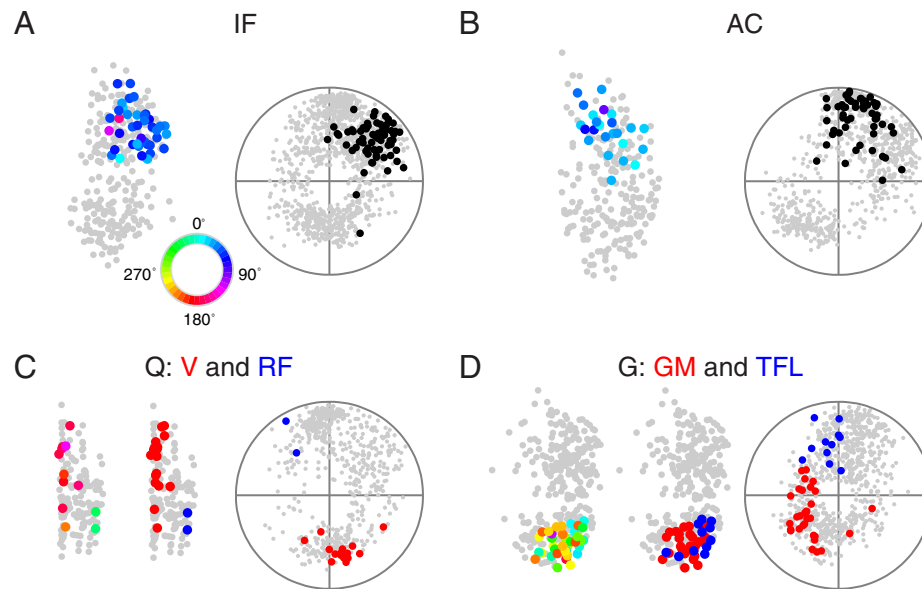 A IF
B AC
0°
270° 90°
180°
C Q: V and RF
D G: GM and TFL